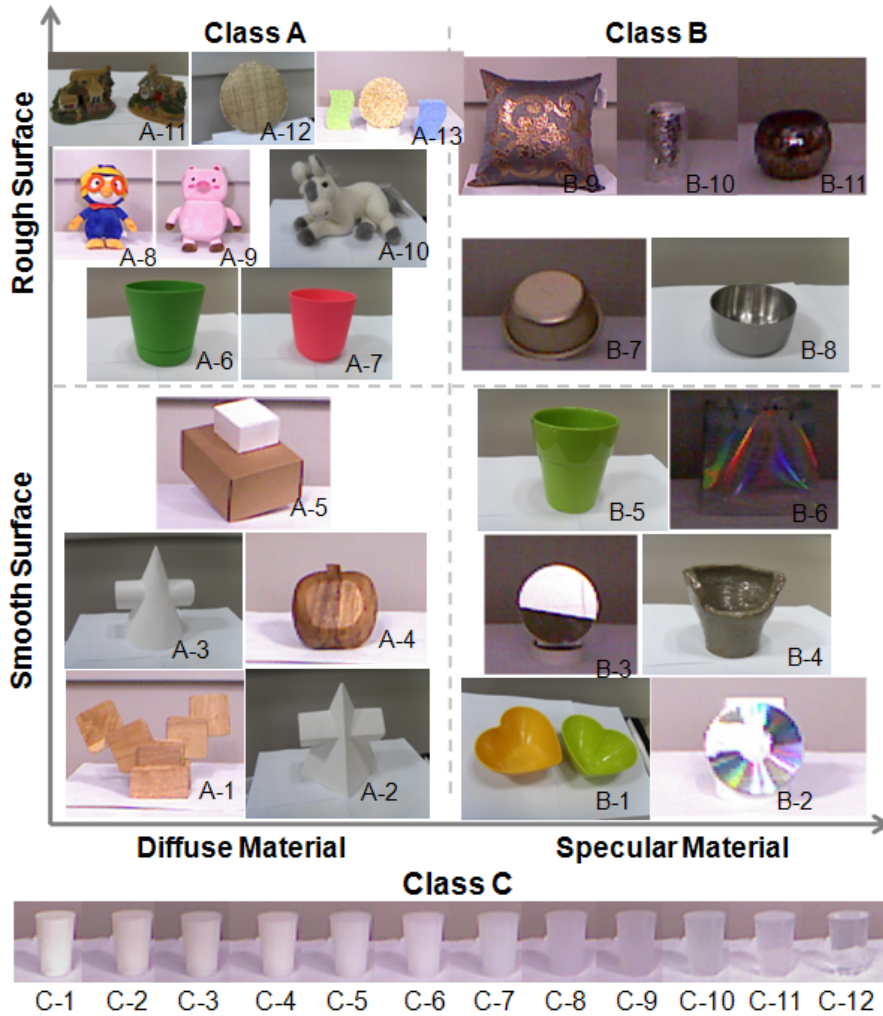 Class A
Class B
A-11
A-12
A-13
B-9
B-10
B-11
A-8
A-9
A-10
B-7
B-8
A-6
A-7
Rough Surface
A-5
B-5
B-6
A-3
A-4
B-3
B-4
A-1
A-2
B-1
B-2
Smooth Surface
Diffuse Material
Specular Material
Class C
C-1 C-2 C-3 C-4 C-5 C-6 C-7 C-8 C-9 C-10 C-11 C-12